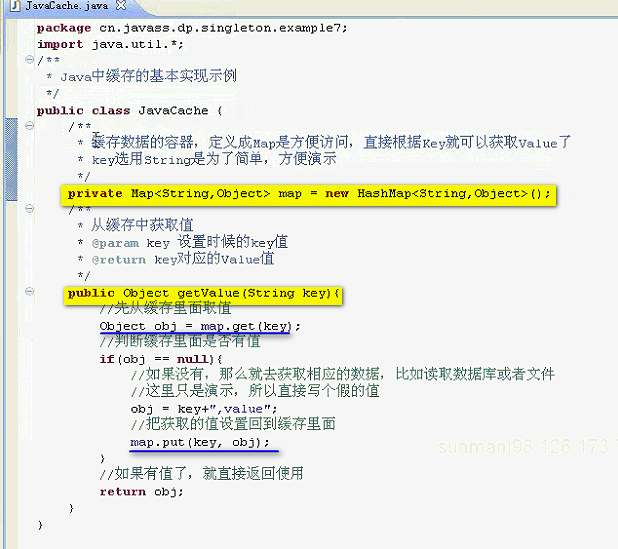 JavaCache.java
package cn.javass.dp.singleton.example7;
import java.util.*;
/**
 * Java中缓存的基本实现示例
 */
public class JavaCache {
/**
 * 缓存数据的容器，定义成Map是方便访问，直接根据Key就可以获取Value了
 * key选用String是为了简单，方便演示
 */
private Map<String,Object> map = new HashMap<String,Object>();
/**
 * 从缓存中获取值
 * @param key 设置时候的key值
 * @return key对应的Value值
 */
public Object getValue(String key){
//先从缓存里面取值
Object obj = map.get(key);
//判断缓存里面是否有值
if(obj == null){
//如果没有，那么就去获取相应的数据，比如读取数据库或者文件
//这里只是演示，所以直接写个假的值
obj = key+",value";
//把获取的值设置回到缓存里面
map.put(key, obj);
}
//如果有值了，就直接返回使用
return obj;
}
}
sunman|98.126.173